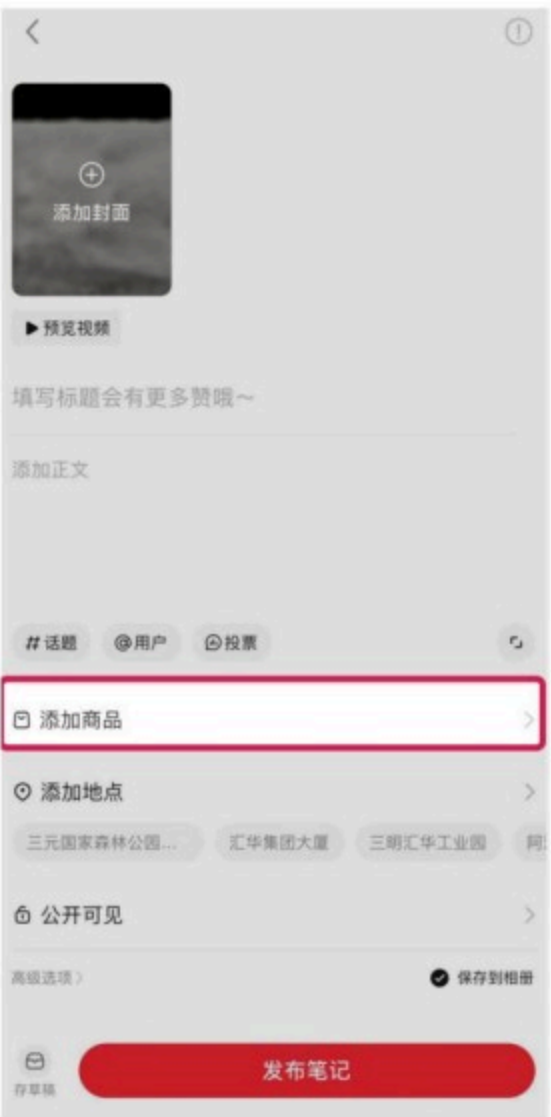 添加封面
预览视频
填写标题会有更多赞哦～
添加正文
#话题 @用户 投票
添加商品
添加地点
三元国家森林公园... 汇华集团大厦 三明汇华工业园 阿
公开可见
高级选项 保存到相册
存草稿 发布笔记